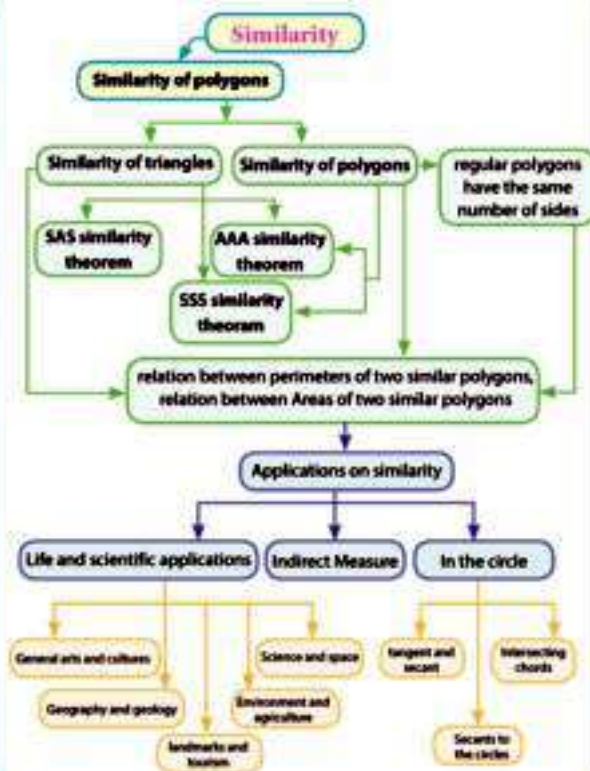 Similarity
Similarity of polygons
Similarity of triangles
Similarity of polygons
regular polygons
have the same
number of sides
SAS similarity
theorem
AAA similarity
theorem
SSS similarity
theoram
relation between perimeters of two similar polygons,
relation between Areas of two similar polygons
Applications on similarity
Life and scientific applications
Indirect Measure
In the circle
General arts and cultures
Science and space
tangent and
secant
Intersecting
chords
Geography and geology
Environment and
agriculture
landmarks and
tourism
Secants to
the circles